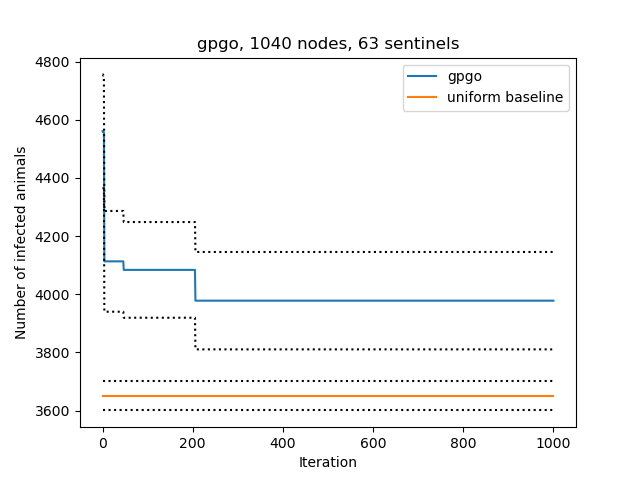 gpgo, 1040 nodes, 63 sentinels
gpgo
uniform baseline
4800
4600
4400
4200
4000
3800
3600
Number of infected animals
0 200 400 600 800 1000
Iteration